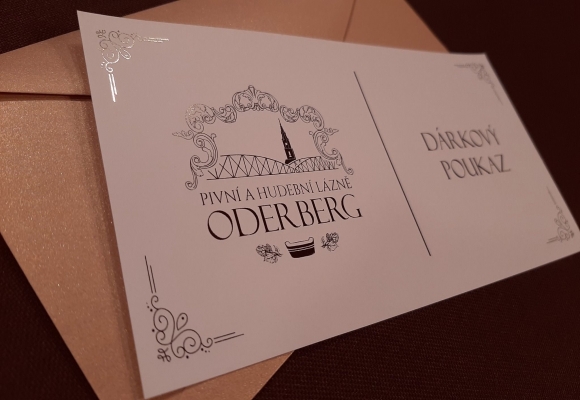 PIVNÍ A HUDEBNÍ LÁZNĚ
ODERBERG
DÁRKOVÝ
POUKAZ